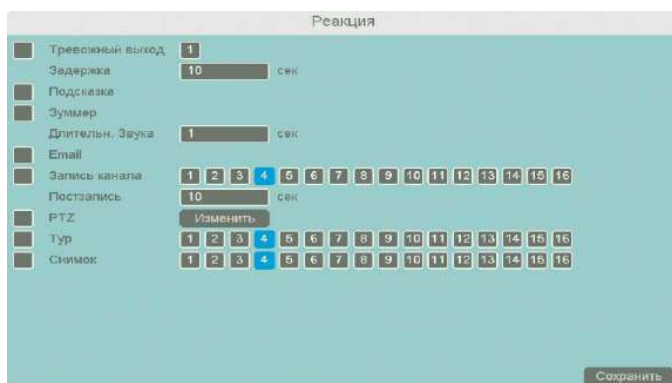 Реакция
Тревожный выход 1
Задержка 10 сек
Подсказка
Зуммер
Длительн. Звука 1 сек
Email
Запись канала 1 2 3 4 5 6 7 8 9 10 11 12 13 14 15 16
Постзапись 10 сек
PTZ Изменить
Тур 1 2 3 4 5 6 7 8 9 10 11 12 13 14 15 16
Снимок 1 2 3 4 5 6 7 8 9 10 11 12 13 14 15 16
Сохранить